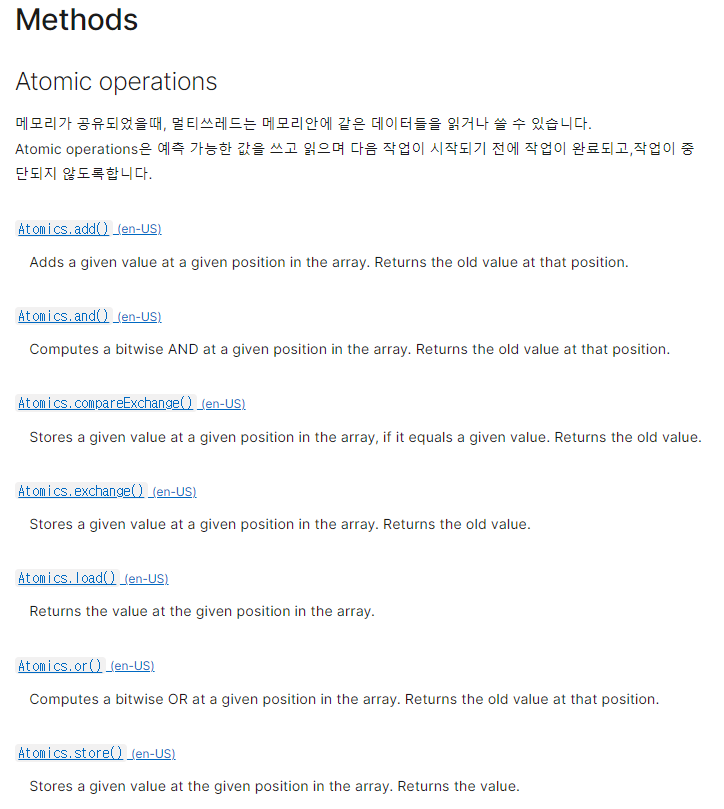 Methods
Atomic operations
메모리가 공유되었을때, 멀티쓰레드는 메모리안에 같은 데이터들을 읽거나 쓸 수 있습니다.
Atomic operations은 예측 가능한 값을 쓰고 읽으며 다음 작업이 시작되기 전에 작업이 완료되고,작업이 중
단되지 않도록합니다.
Atomics.add() (en-US)
Adds a given value at a given position in the array. Returns the old value at that position.
Atomics.and() (en-US)
Computes a bitwise AND at a given position in the array. Returns the old value at that position.
Atomics.compareExchange() (en-US)
Stores a given value at a given position in the array, if it equals a given value. Returns the old value.
Atomics.exchange() (en-US)
Stores a given value at a given position in the array. Returns the old value.
Atomics.load() (en-US)
Returns the value at the given position in the array.
Atomics.or() (en-US)
Computes a bitwise OR at a given position in the array. Returns the old value at that position.
Atomics.store() (en-US)
Stores a given value at the given position in the array. Returns the value.